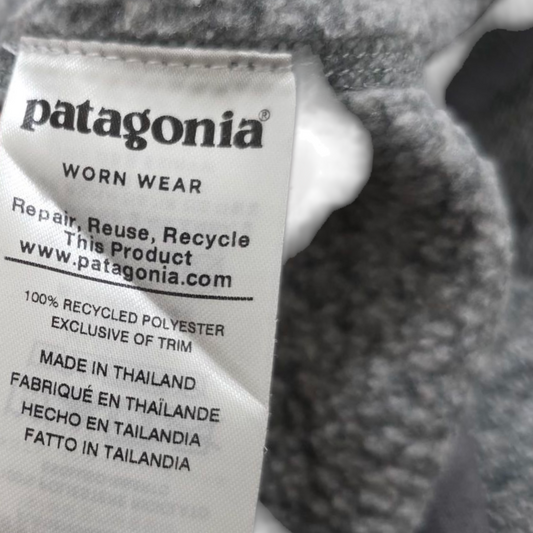 patagonia®
WORN WEAR
Repair, Reuse, Recycle
This Product
www.patagonia.com
100% RECYCLED POLYESTER
EXCLUSIVE OF TRIM
MADE IN THAILAND
FABRIQUÉ EN THAÏLANDE
HECHO EN TAILANDIA
FATTO IN TAILANDIA